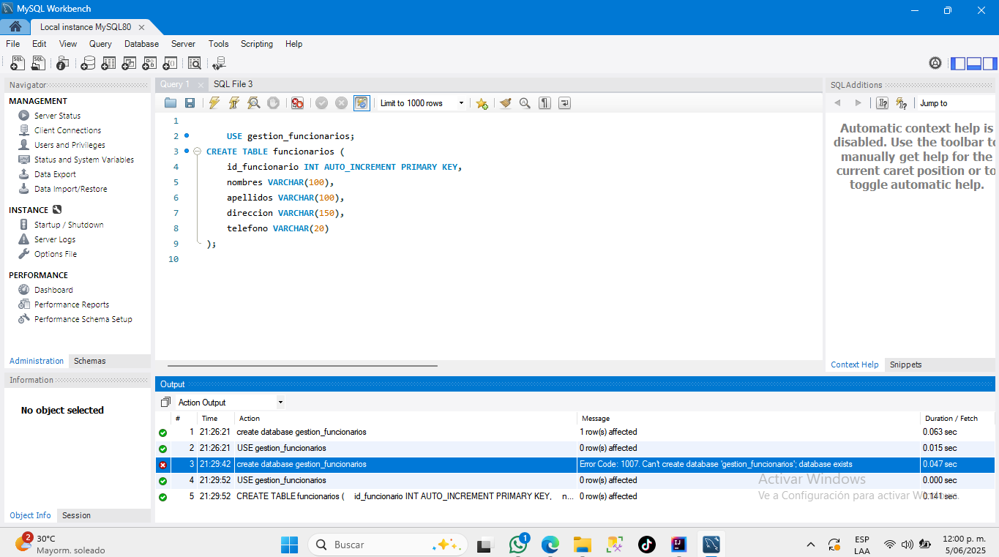 MySQL Workbench
Local instance MySQL80
File Edit View Query Database Server Tools Scripting Help
Navigator
MANAGEMENT
Server Status
Client Connections
Users and Privileges
Status and System Variables
Data Export
Data Import/Restore
INSTANCE
Startup / Shutdown
Server Logs
Options File
PERFORMANCE
Dashboard
Performance Reports
Performance Schema Setup
Administration Schemas
Information
No object selected
Object Info Session
Query 1 SQL File 3
Limit to 1000 rows
1
2 USE gestion_funcionarios;
3 CREATE TABLE funcionarios (
4 id_funcionario INT AUTO_INCREMENT PRIMARY KEY,
5 nombres VARCHAR(100),
6 apellidos VARCHAR(100),
7 direccion VARCHAR(150),
8 telefono VARCHAR(20)
9 );
10
SQLAdditions
Jump to
Automatic context help is
disabled. Use the toolbar to
manually get help for the
current caret position or to
toggle automatic help.
Context Help Snippets
Output
Action Output
# Time Action Message Duration / Fetch
1 21:26:21 create database gestion_funcionarios 1 row(s) affected 0.063 sec
2 21:26:21 USE gestion_funcionarios 0 row(s) affected 0.015 sec
3 21:29:42 create database gestion_funcionarios Error Code: 1007. Can't create database 'gestion_funcionarios'; database exists 0.047 sec
4 21:29:52 USE gestion_funcionarios 0 row(s) affected 0.000 sec
5 21:29:52 CREATE TABLE funcionarios ( id_funcionario INT AUTO_INCREMENT PRIMARY KEY, n... 0 row(s) affected 0.141 sec
Activar Windows
Ve a Configuración para activar Windows.
2
30°C
Mayorm. soleado
Buscar
1
ESP
LAA
12:00 p. m.
5/06/2025